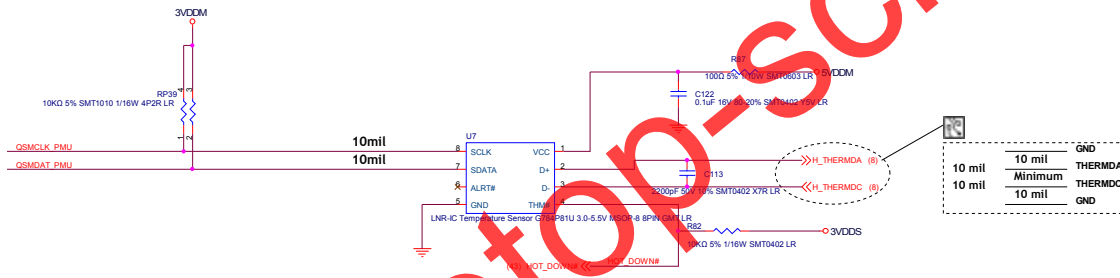 3VDDM
RP39
10KΩ 5% SMT1010 1/16W 4P2R LR
4
3
1
2
QSMCLK_PMU
10mil
QSMDAT_PMU
10mil
U7
8 SCLK VCC 1
7 SDATA D+ 2
6 ALRT# D- 3
5 GND THM# 4
LNR-IC Temperature Sensor G784P81U 3.0-5.5V MSOP-8 8PIN GMT LR
R87
100Ω 5% 1/10W SMT0603 LR
5VDDM
C122
0.1uF 16V 80-20% SMT0402 Y5V LR
C113
2200pF 50V 10% SMT0402 X7R LR
H_THERMDA (8)
H_THERMDC (8)
R82
10KΩ 5% 1/16W SMT0402 LR
3VDDS
(43) HOT_DOWN# HOT_DOWN#
GND
10 mil
10 mil THERMDA
Minimum
10 mil THERMDC
10 mil
GND
top-sc